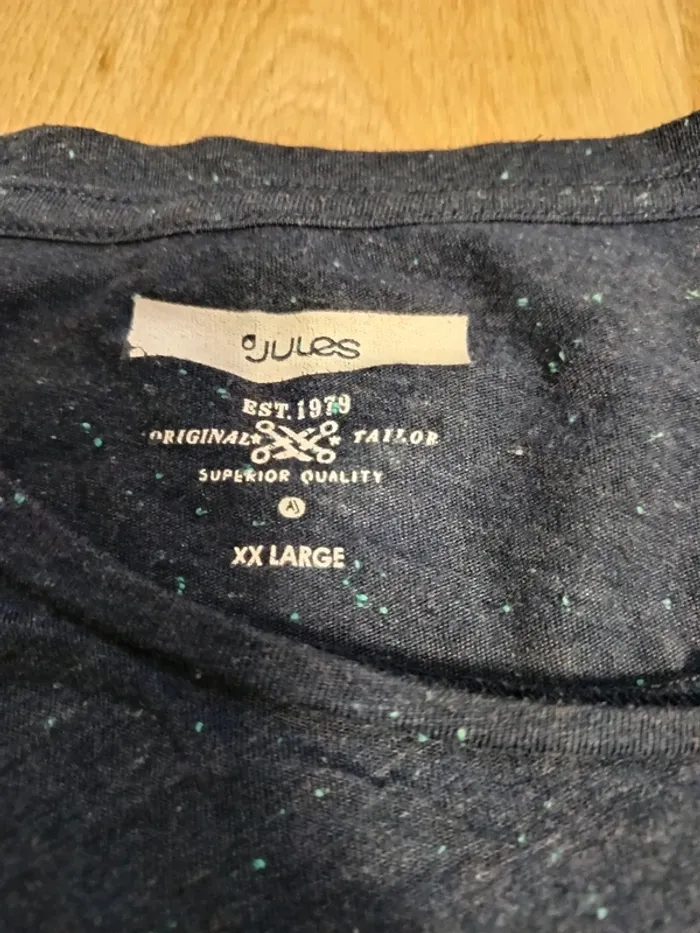 JULES
EST. 1979
ORIGINAL TAILOR
SUPERIOR QUALITY
XX LARGE